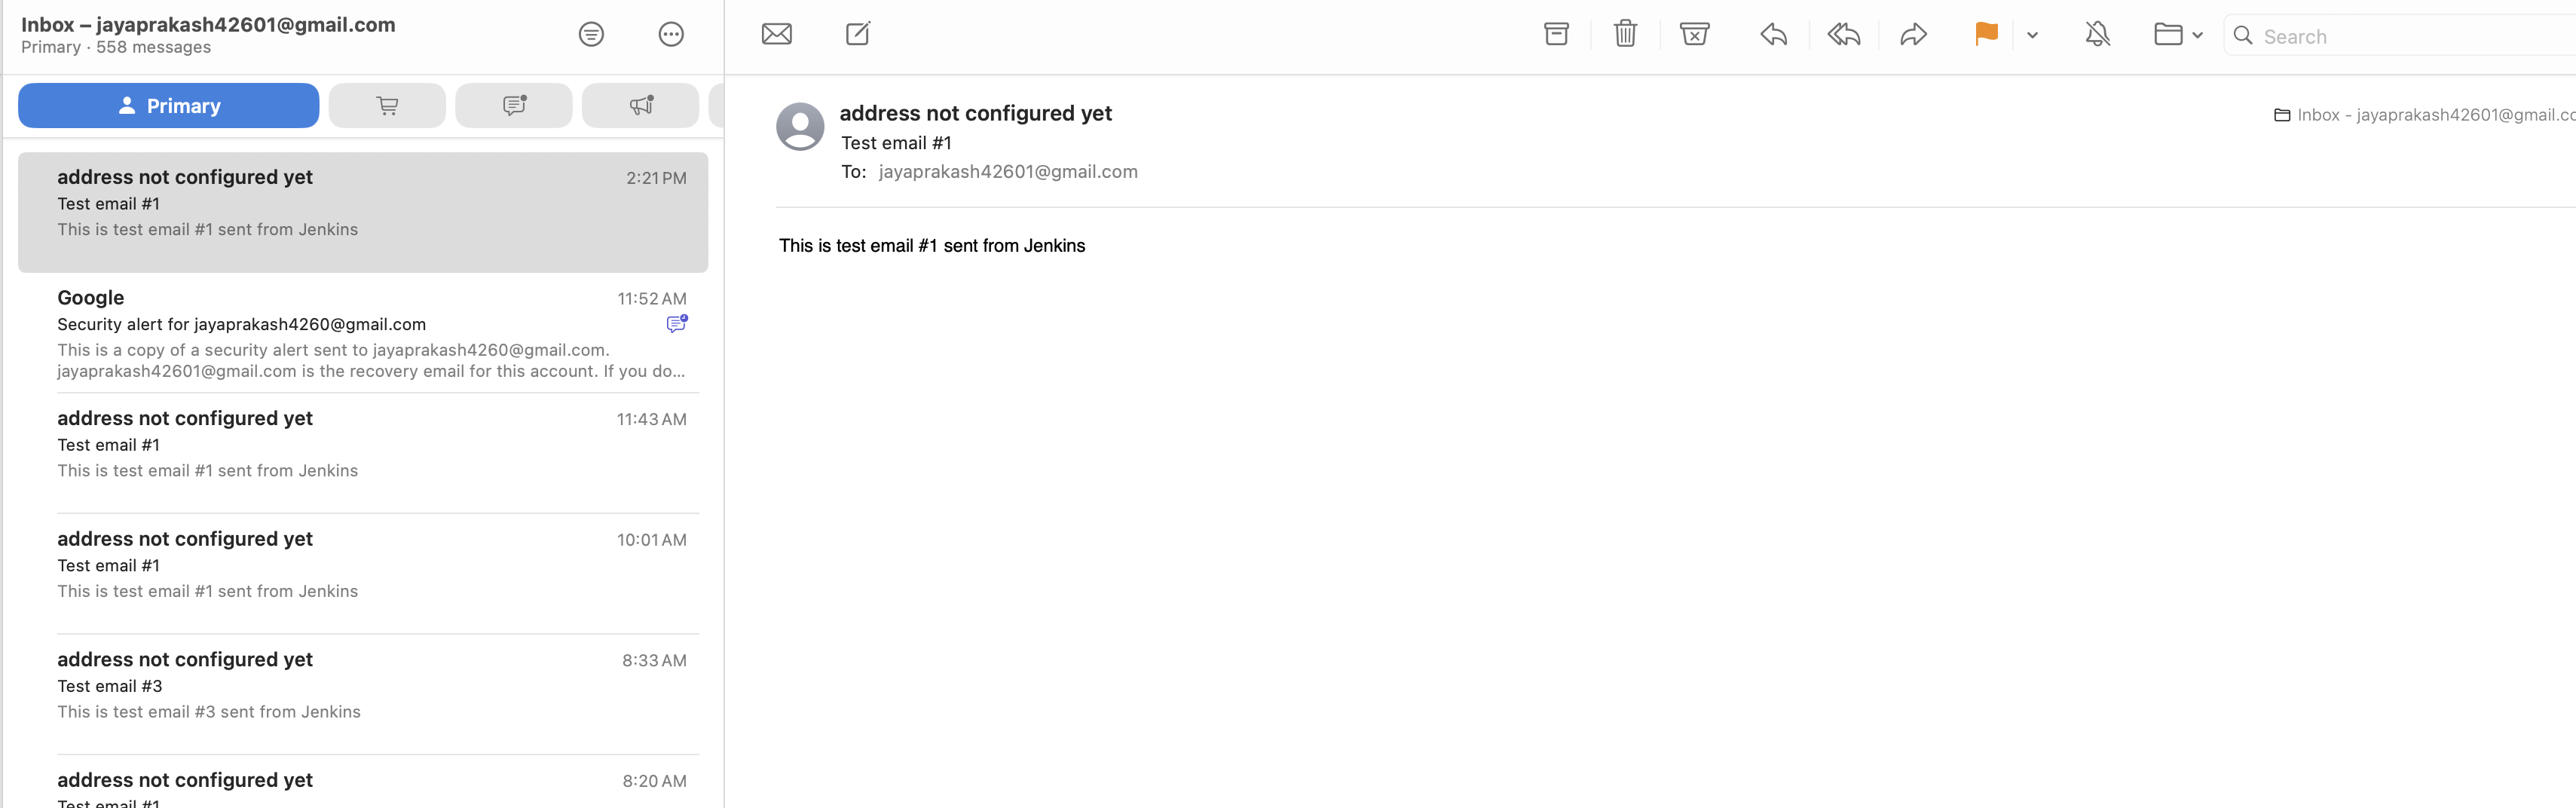 Inbox – jayaprakash42601@gmail.com
Primary · 558 messages
Primary
address not configured yet 2:21 PM
Test email #1
This is test email #1 sent from Jenkins
Google 11:52 AM
Security alert for jayaprakash4260@gmail.com
This is a copy of a security alert sent to jayaprakash4260@gmail.com.
jayaprakash42601@gmail.com is the recovery email for this account. If you do...
address not configured yet 11:43 AM
Test email #1
This is test email #1 sent from Jenkins
address not configured yet 10:01 AM
Test email #1
This is test email #1 sent from Jenkins
address not configured yet 8:33 AM
Test email #3
This is test email #3 sent from Jenkins
address not configured yet 8:20 AM
Test email #1
Search
address not configured yet
Inbox - jayaprakash42601@gmail.co
Test email #1
To: jayaprakash42601@gmail.com
This is test email #1 sent from Jenkins